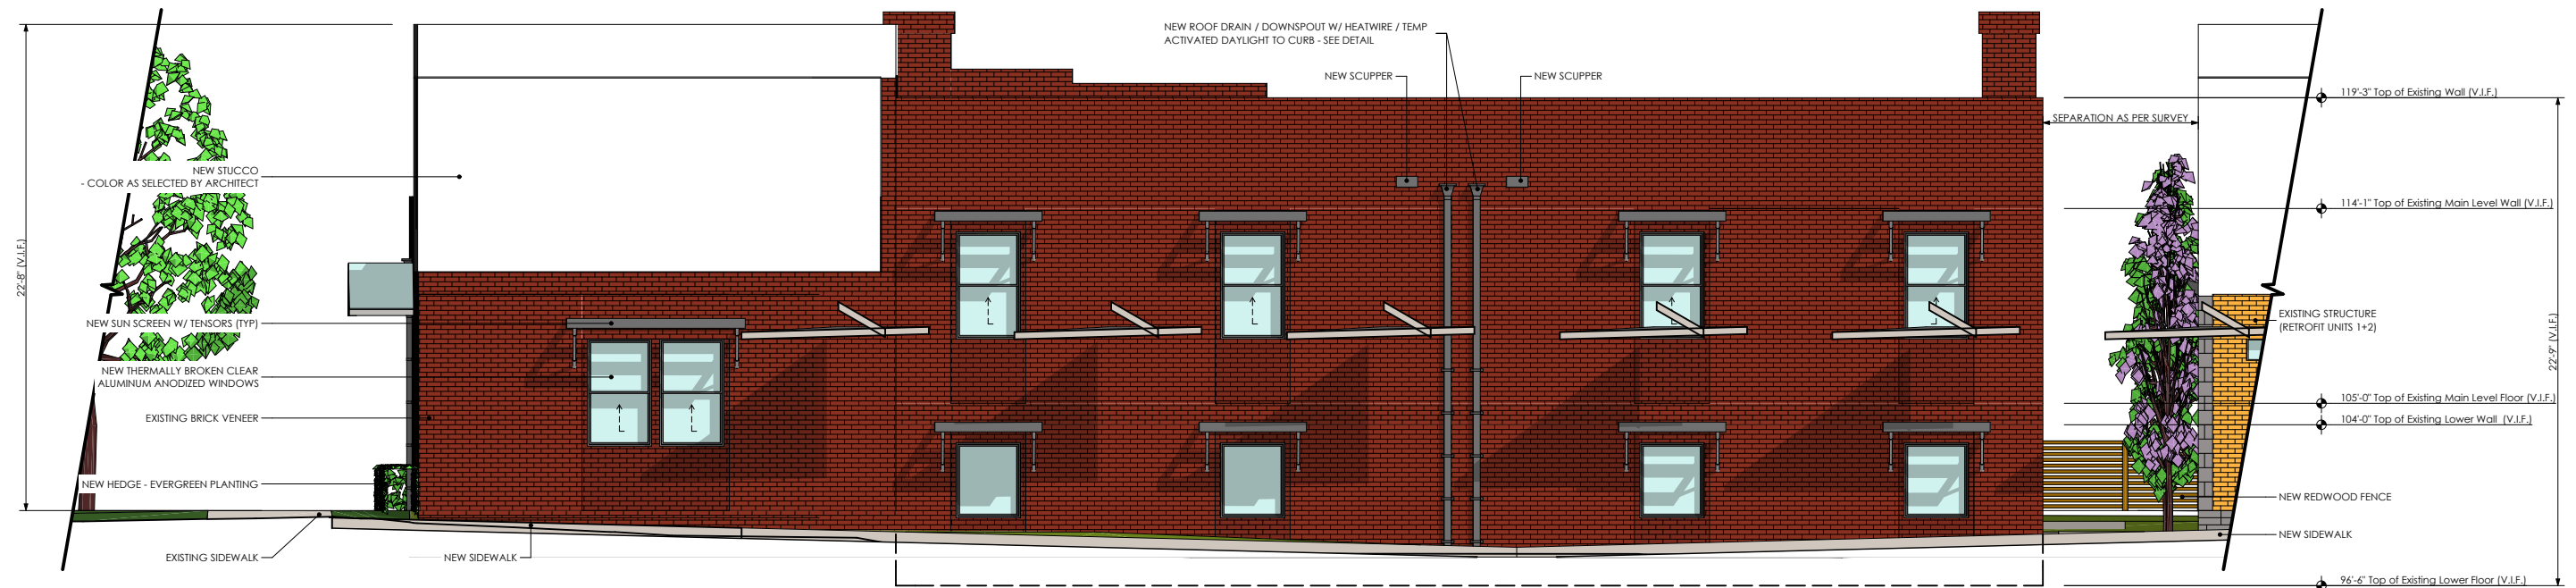 22'-8" (V.I.F.)
NEW STUCCO
- COLOR AS SELECTED BY ARCHITECT
NEW SUN SCREEN W/ TENSORS (TYP)
NEW THERMALLY BROKEN CLEAR
ALUMINUM ANODIZED WINDOWS
EXISTING BRICK VENEER
NEW HEDGE - EVERGREEN PLANTING
EXISTING SIDEWALK
NEW SIDEWALK
NEW ROOF DRAIN / DOWNSPOUT W/ HEATWIRE / TEMP
ACTIVATED DAYLIGHT TO CURB - SEE DETAIL
NEW SCUPPER
NEW SCUPPER
SEPARATION AS PER SURVEY
119'-3" Top of Existing Wall (V.I.F.)
114'-1" Top of Existing Main Level Wall (V.I.F.)
EXISTING STRUCTURE
(RETROFIT UNITS 1+2)
22'-9" (V.I.F.)
105'-0" Top of Existing Main Level Floor (V.I.F.)
104'-0" Top of Existing Lower Wall (V.I.F.)
NEW REDWOOD FENCE
NEW SIDEWALK
96'-6" Top of Existing Lower Floor (V.I.F.)